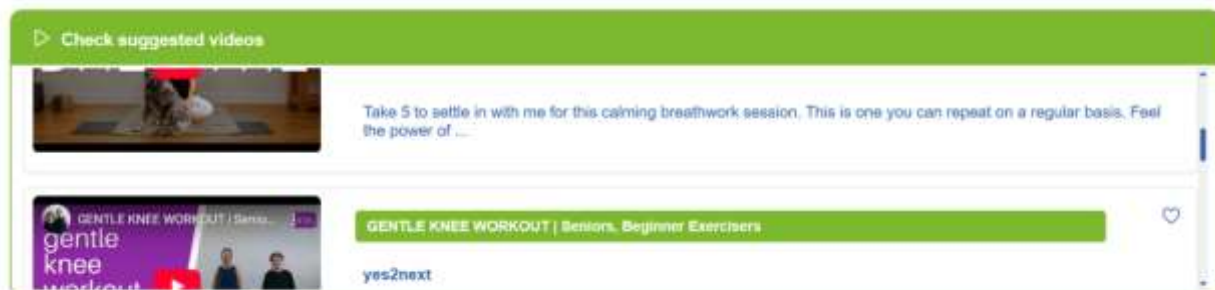 Check suggested videos
Take 5 to settle in with me for this calming breathwork session. This is one you can repeat on a regular basis. Feel
the power of ...
GENTLE KNEE WORKOUT | Senio...
gentle
knee
workout
GENTLE KNEE WORKOUT | Seniors, Beginner Exercisers
yes2next